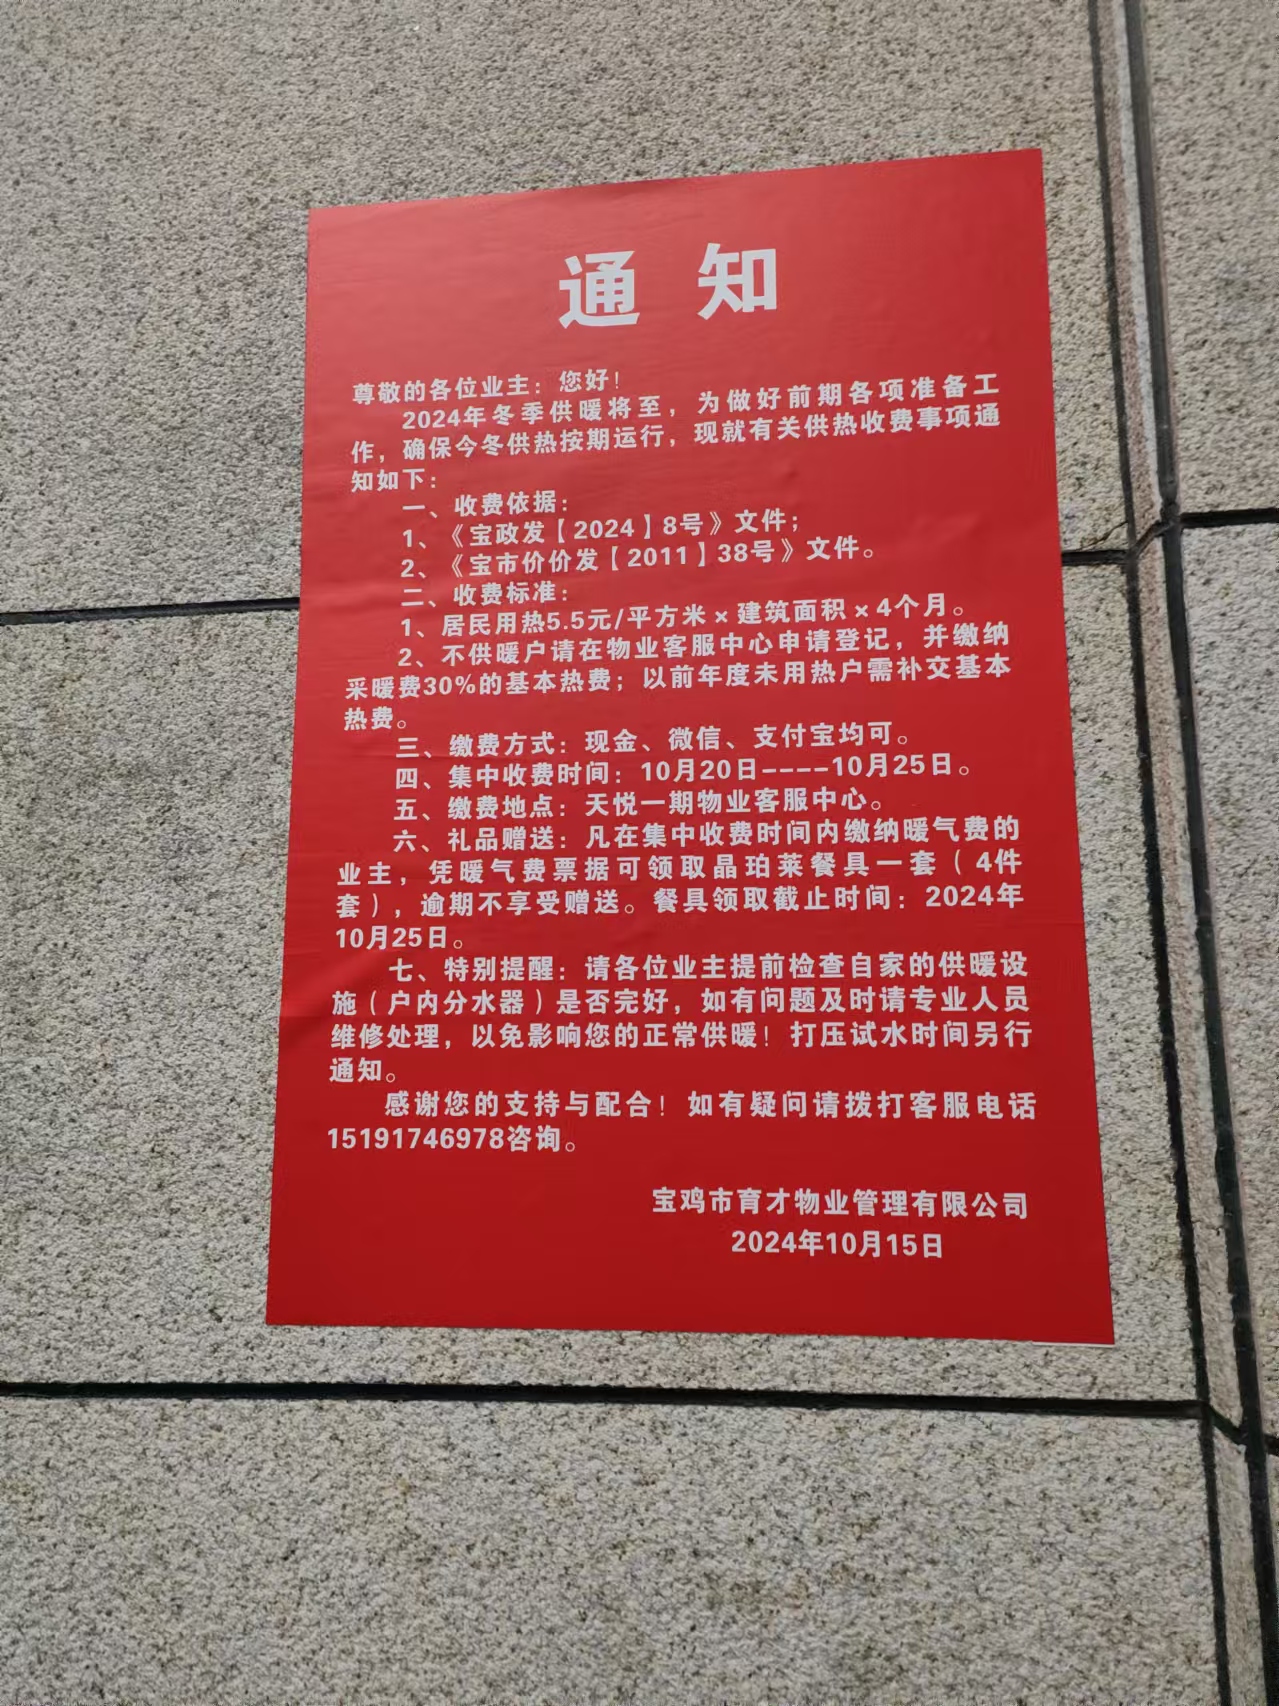 通知
尊敬的各位业主：您好！
2024年冬季供暖将至，为做好前期各项准备工
作，确保今冬供热按期运行，现就有关供热收费事项通
知如下：
一、收费依据：
1、《宝政发【2024】8号》文件；
2、《宝市价价发【2011】38号》文件。
二、收费标准：
1、居民用热5.5元/平方米×建筑面积×4个月。
2、不供暖户请在物业客服中心申请登记，并缴纳
采暖费30%的基本热费；以前年度未用热户需补交基本
热费。
三、缴费方式：现金、微信、支付宝均可。
四、集中收费时间：10月20日----10月25日。
五、缴费地点：天悦一期物业客服中心。
六、礼品赠送：凡在集中收费时间内缴纳暖气费的
业主，凭暖气费票据可领取晶珀莱餐具一套（4件
套），逾期不享受赠送。餐具领取截止时间：2024年
10月25日。
七、特别提醒：请各位业主提前检查自家的供暖设
施（户内分水器）是否完好，如有问题及时请专业人员
维修处理，以免影响您的正常供暖！打压试水时间另行
通知。
感谢您的支持与配合！如有疑问请拨打客服电话
15191746978咨询。
宝鸡市育才物业管理有限公司
2024年10月15日